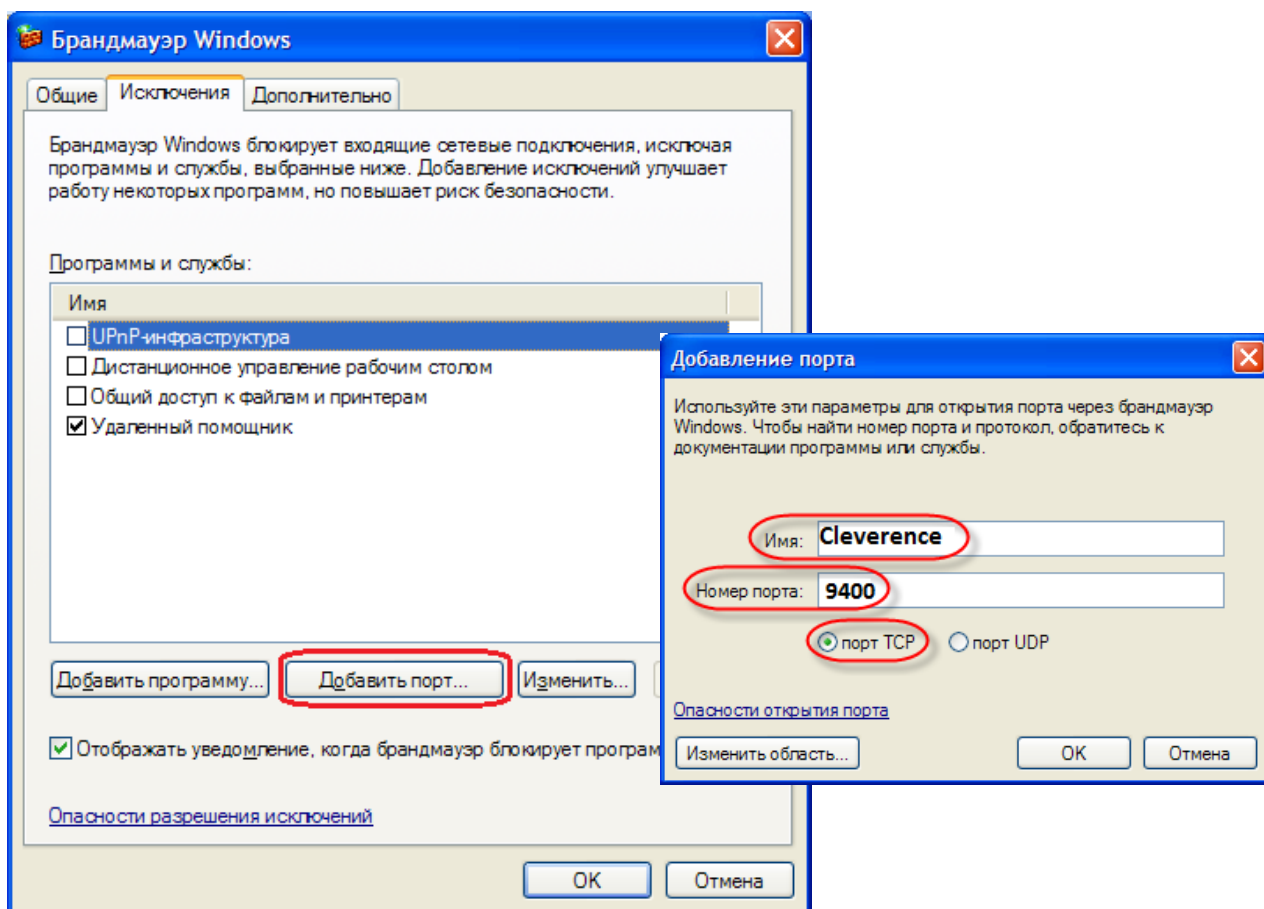 Брандмауэр Windows
Общие
Исключения
Дополнительно
Брандмауэр Windows блокирует входящие сетевые подключения, исключая
программы и службы, выбранные ниже. Добавление исключений улучшает
работу некоторых программ, но повышает риск безопасности.
Программы и службы:
Имя
UPnP-инфраструктура
Дистанционное управление рабочим столом
Общий доступ к файлам и принтерам
Удаленный помощник
Добавить программу...
Добавить порт...
Изменить...
Отображать уведомление, когда брандмауэр блокирует програм
Опасности разрешения исключений
OK
Отмена
Добавление порта
Используйте эти параметры для открытия порта через брандмауэр
Windows. Чтобы найти номер порта и протокол, обратитесь к
документации программы или службы.
Имя: Cleverence
Номер порта: 9400
порт TCP
порт UDP
Опасности открытия порта
Изменить область...
OK
Отмена